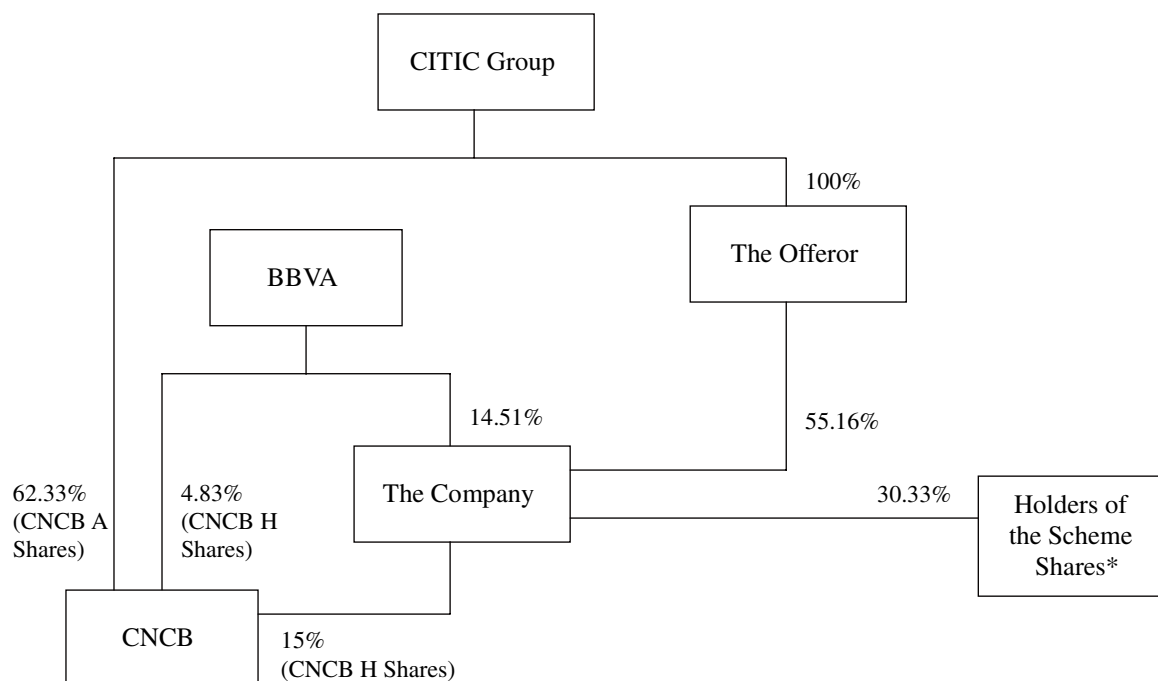 CITIC Group
100%
The Offeror
BBVA
14.51%
55.16%
62.33%
(CNCB A
Shares)
4.83%
(CNCB H
Shares)
The Company
30.33%
Holders of
the Scheme
Shares*
CNCB
15%
(CNCB H Shares)